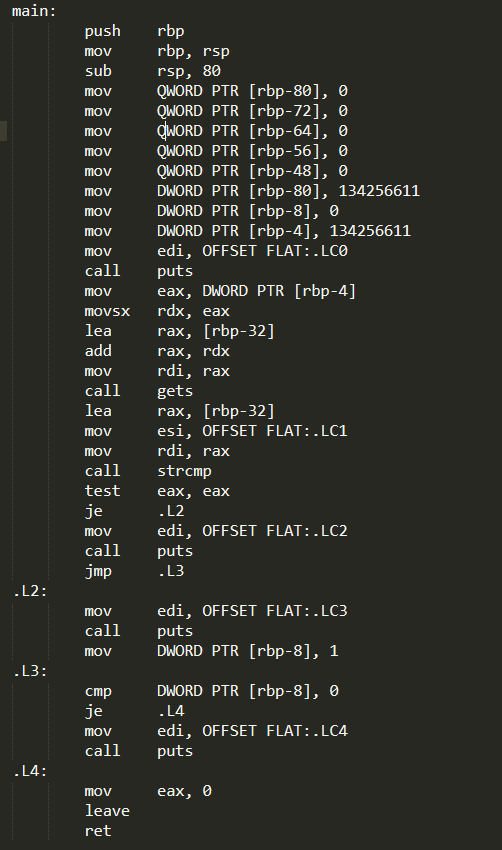 main:
push rbp
mov rbp, rsp
sub rsp, 80
mov QWORD PTR [rbp-80], 0
mov QWORD PTR [rbp-72], 0
mov QWORD PTR [rbp-64], 0
mov QWORD PTR [rbp-56], 0
mov QWORD PTR [rbp-48], 0
mov DWORD PTR [rbp-80], 134256611
mov DWORD PTR [rbp-8], 0
mov DWORD PTR [rbp-4], 134256611
mov edi, OFFSET FLAT:.LC0
call puts
mov eax, DWORD PTR [rbp-4]
movsx rdx, eax
lea rax, [rbp-32]
add rax, rdx
mov rdi, rax
call gets
lea rax, [rbp-32]
mov esi, OFFSET FLAT:.LC1
mov rdi, rax
call strcmp
test eax, eax
je .L2
mov edi, OFFSET FLAT:.LC2
call puts
jmp .L3
.L2:
mov edi, OFFSET FLAT:.LC3
call puts
mov DWORD PTR [rbp-8], 1
.L3:
cmp DWORD PTR [rbp-8], 0
je .L4
mov edi, OFFSET FLAT:.LC4
call puts
.L4:
mov eax, 0
leave
ret